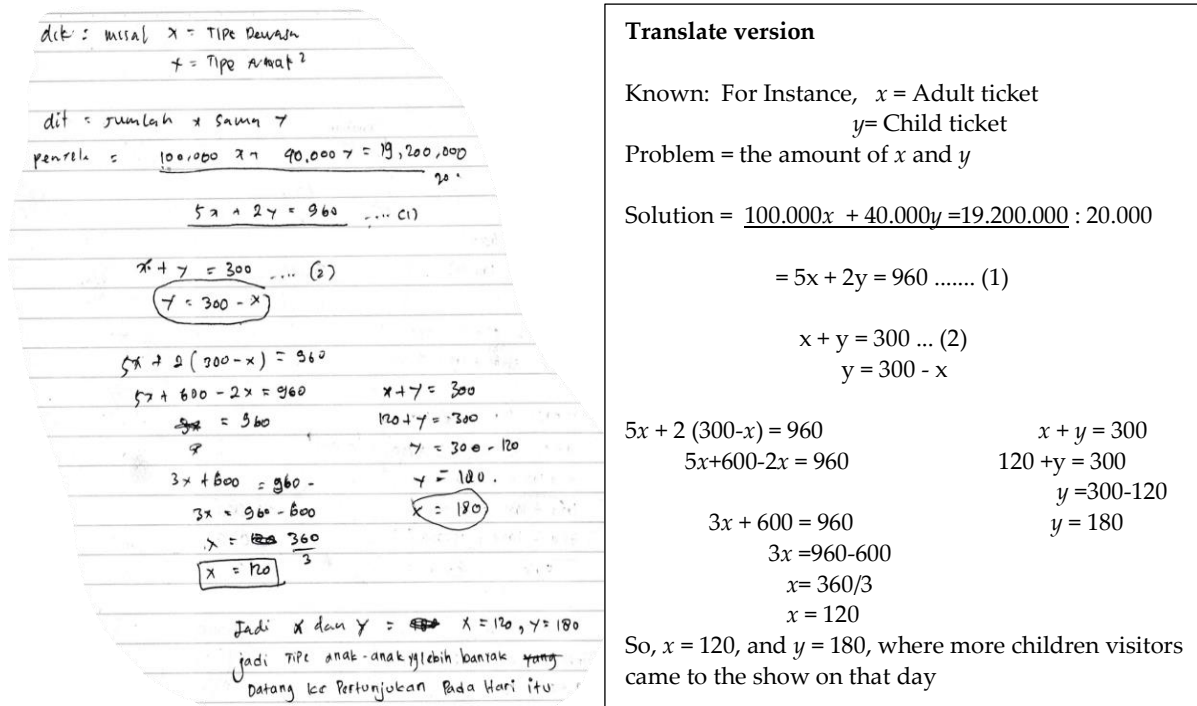 dik : misal x = Tipe Dewasa
y = Tipe Anak²
dit = Jumlah x sama y
= 100,000 x + 40.000 y = 19,200,000
20.
5x + 2y = 960 .... (1)
x + y = 300 .... (2)
y = 300 - x
5x + 2 (300 - x) = 960
5x + 600 - 2x = 960
= 960
3x + 600 = 960 -
3x = 960 - 600
x = 360
3
x = 120
x + y = 300
120 + y = 300
y = 300 - 120
y = 180.
x = 180
Jadi x dan y = x = 120, y = 180
jadi Tipe anak-anak yg lebih banyak
Datang ke Pertunjukan Pada Hari itu
Translate version
Known: For Instance, x = Adult ticket
y= Child ticket
Problem = the amount of x and y
Solution = 100.000x + 40.000y =19.200.000 : 20.000
= 5x + 2y = 960 ....... (1)
x + y = 300 ... (2)
y = 300 - x
5x + 2 (300-x) = 960
5x+600-2x = 960
3x + 600 = 960
3x =960-600
x= 360/3
x = 120
x + y = 300
120 +y = 300
y =300-120
y = 180
So, x = 120, and y = 180, where more children visitors
came to the show on that day